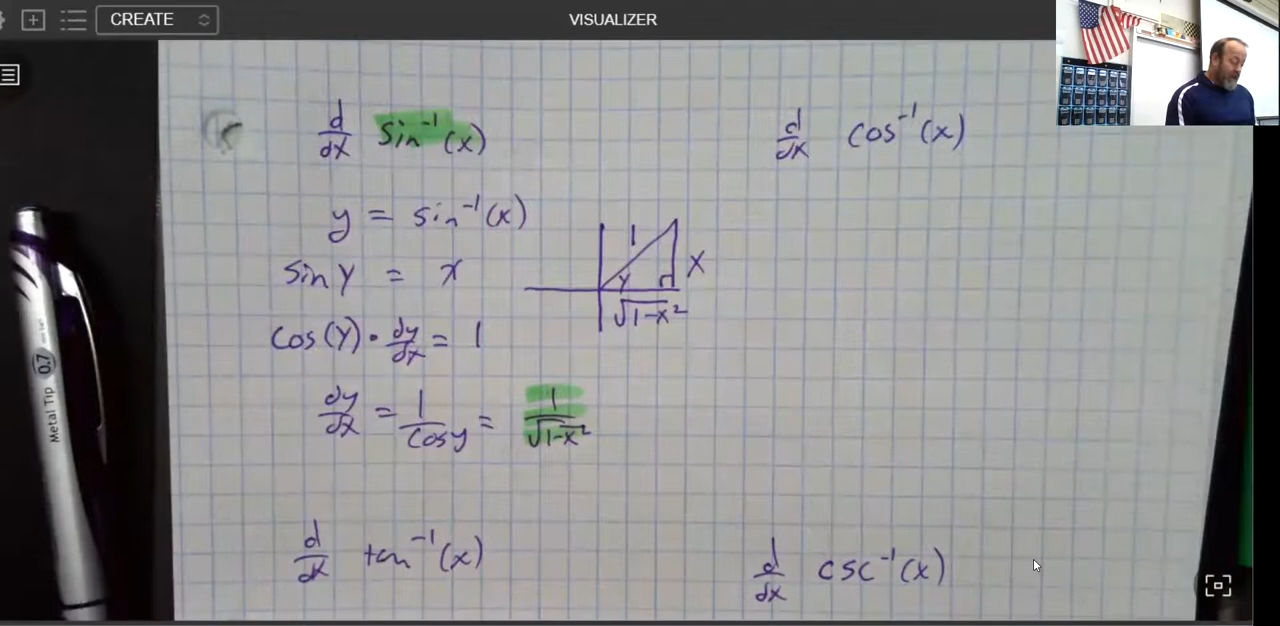 CREATE
VISUALIZER
d/dx sin⁻¹(x)
y = sin⁻¹(x)
sin y = x
cos(y) · dy/dx = 1
dy/dx = 1/cos y = 1/√1-x²
1
y
x
√1-x²
d/dx cos⁻¹(x)
d/dx tan⁻¹(x)
d/dx csc⁻¹(x)
Metal Tip 0.7